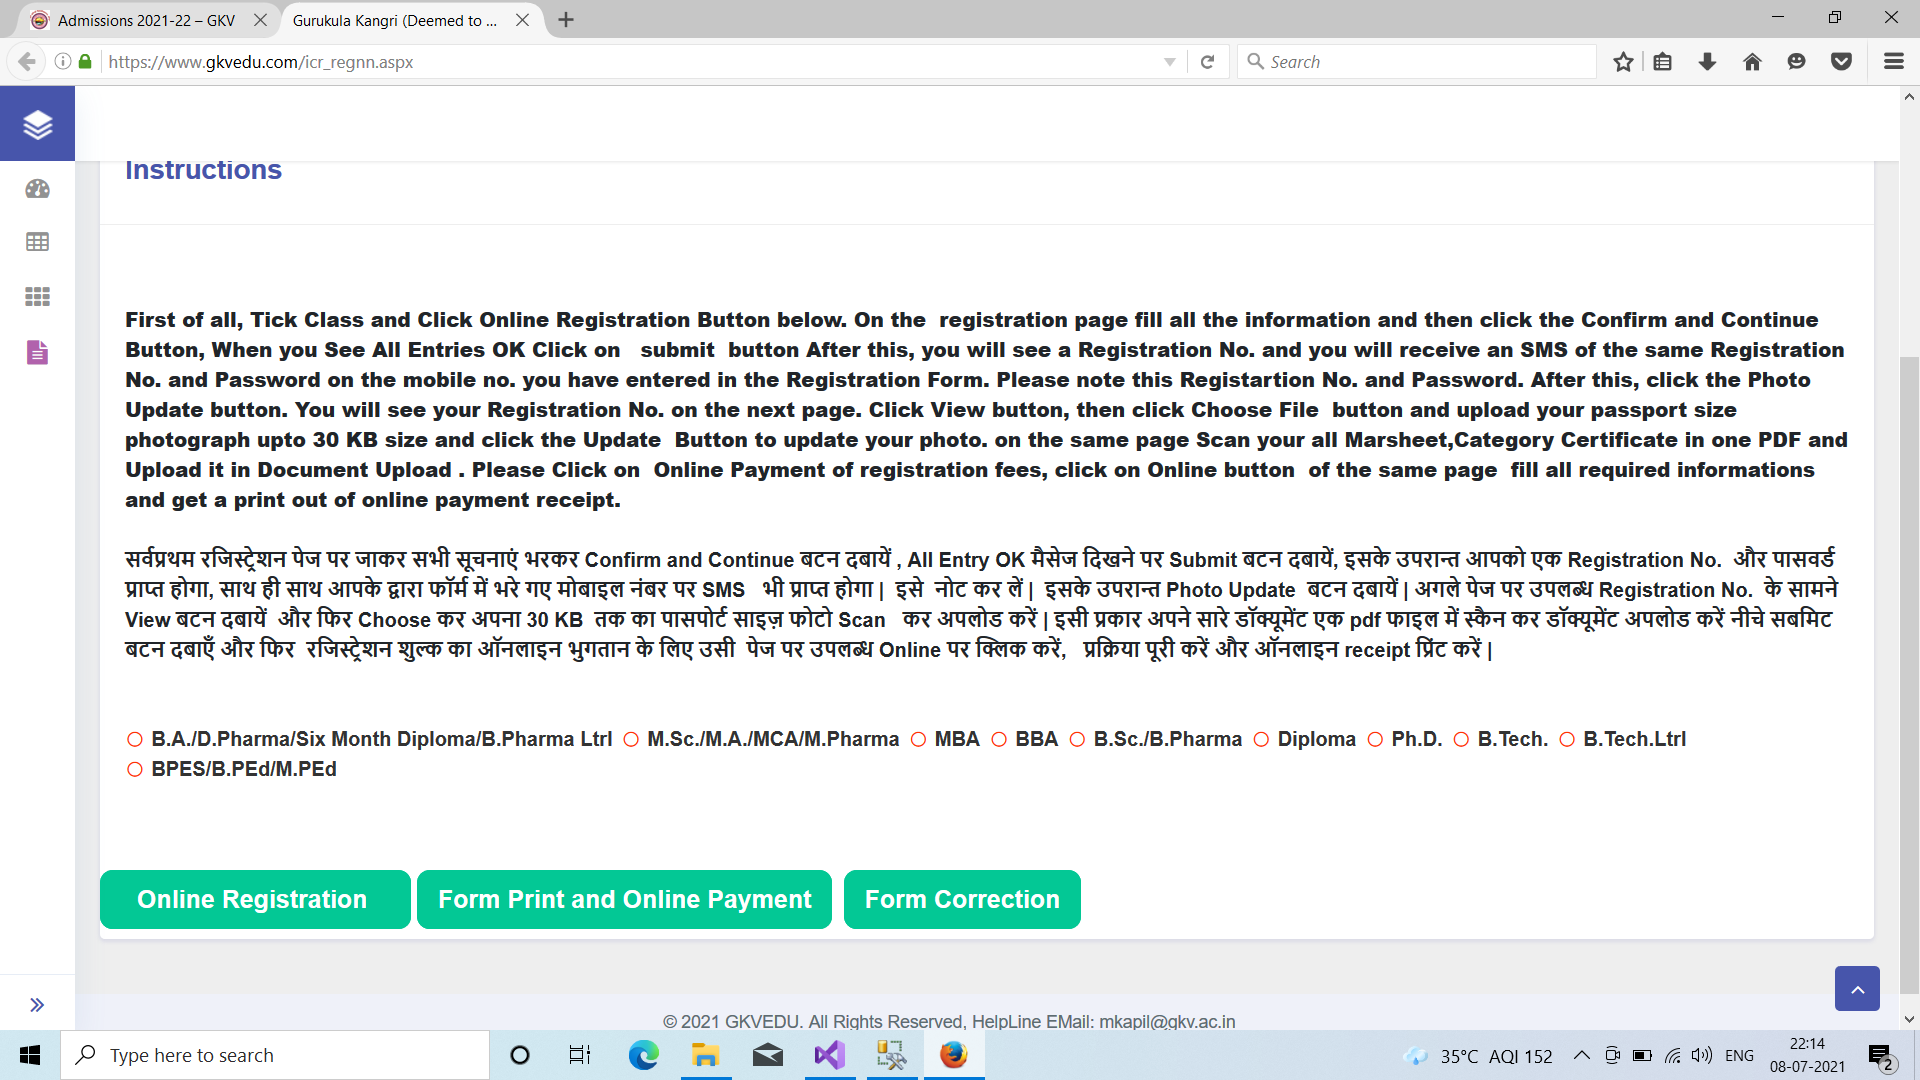 Admissions 2021-22 – GKV
Gurukula Kangri (Deemed to ...
https://www.gkvedu.com/icr_regnn.aspx
Search
Instructions
First of all, Tick Class and Click Online Registration Button below. On the registration page fill all the information and then click the Confirm and Continue
Button, When you See All Entries OK Click on submit button After this, you will see a Registration No. and you will receive an SMS of the same Registration
No. and Password on the mobile no. you have entered in the Registration Form. Please note this Registartion No. and Password. After this, click the Photo
Update button. You will see your Registration No. on the next page. Click View button, then click Choose File button and upload your passport size
photograph upto 30 KB size and click the Update Button to update your photo. on the same page Scan your all Marsheet,Category Certificate in one PDF and
Upload it in Document Upload . Please Click on Online Payment of registration fees, click on Online button of the same page fill all required informations
and get a print out of online payment receipt.
सर्वप्रथम रजिस्ट्रेशन पेज पर जाकर सभी सूचनाएं भरकर Confirm and Continue बटन दबायें , All Entry OK मैसेज दिखने पर Submit बटन दबायें, इसके उपरान्त आपको एक Registration No. और पासवर्ड
प्राप्त होगा, साथ ही साथ आपके द्वारा फॉर्म में भरे गए मोबाइल नंबर पर SMS भी प्राप्त होगा | इसे नोट कर लें | इसके उपरान्त Photo Update बटन दबायें | अगले पेज पर उपलब्ध Registration No. के सामने
View बटन दबायें और फिर Choose कर अपना 30 KB तक का पासपोर्ट साइज़ फोटो Scan कर अपलोड करें | इसी प्रकार अपने सारे डॉक्यूमेंट एक pdf फाइल में स्कैन कर डॉक्यूमेंट अपलोड करें नीचे सबमिट
बटन दबाएँ और फिर रजिस्ट्रेशन शुल्क का ऑनलाइन भुगतान के लिए उसी पेज पर उपलब्ध Online पर क्लिक करें, प्रक्रिया पूरी करें और ऑनलाइन receipt प्रिंट करें |
B.A./D.Pharma/Six Month Diploma/B.Pharma Ltrl M.Sc./M.A./MCA/M.Pharma MBA BBA B.Sc./B.Pharma Diploma Ph.D. B.Tech. B.Tech.Ltrl
BPES/B.PEd/M.PEd
Online Registration Form Print and Online Payment Form Correction
© 2021 GKVEDU. All Rights Reserved, HelpLine EMail: mkapil@gkv.ac.in
Type here to search
35°C AQI 152
ENG
22:14
08-07-2021
2